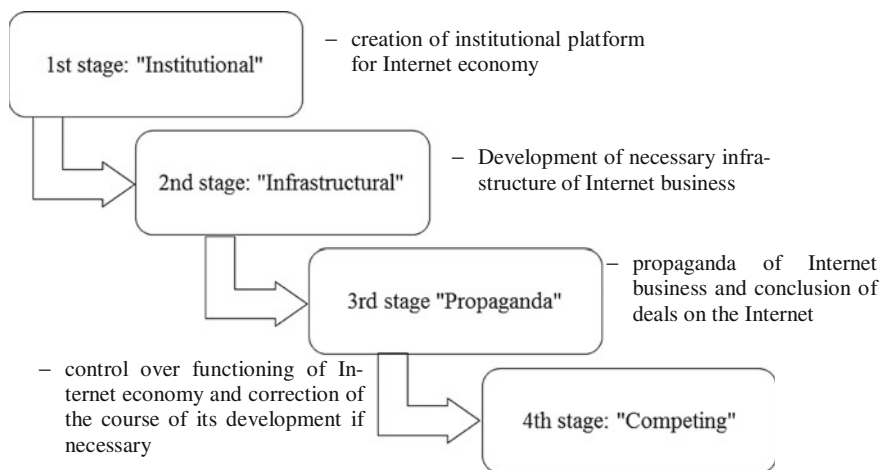 1st stage: "Institutional"
– creation of institutional platform
for Internet economy
2nd stage: "Infrastructural"
– Development of necessary infra-
structure of Internet business
3rd stage "Propaganda"
– propaganda of Internet
business and conclusion of
deals on the Internet
– control over functioning of In-
ternet economy and correction of
the course of its development if
necessary
4th stage: "Competing"